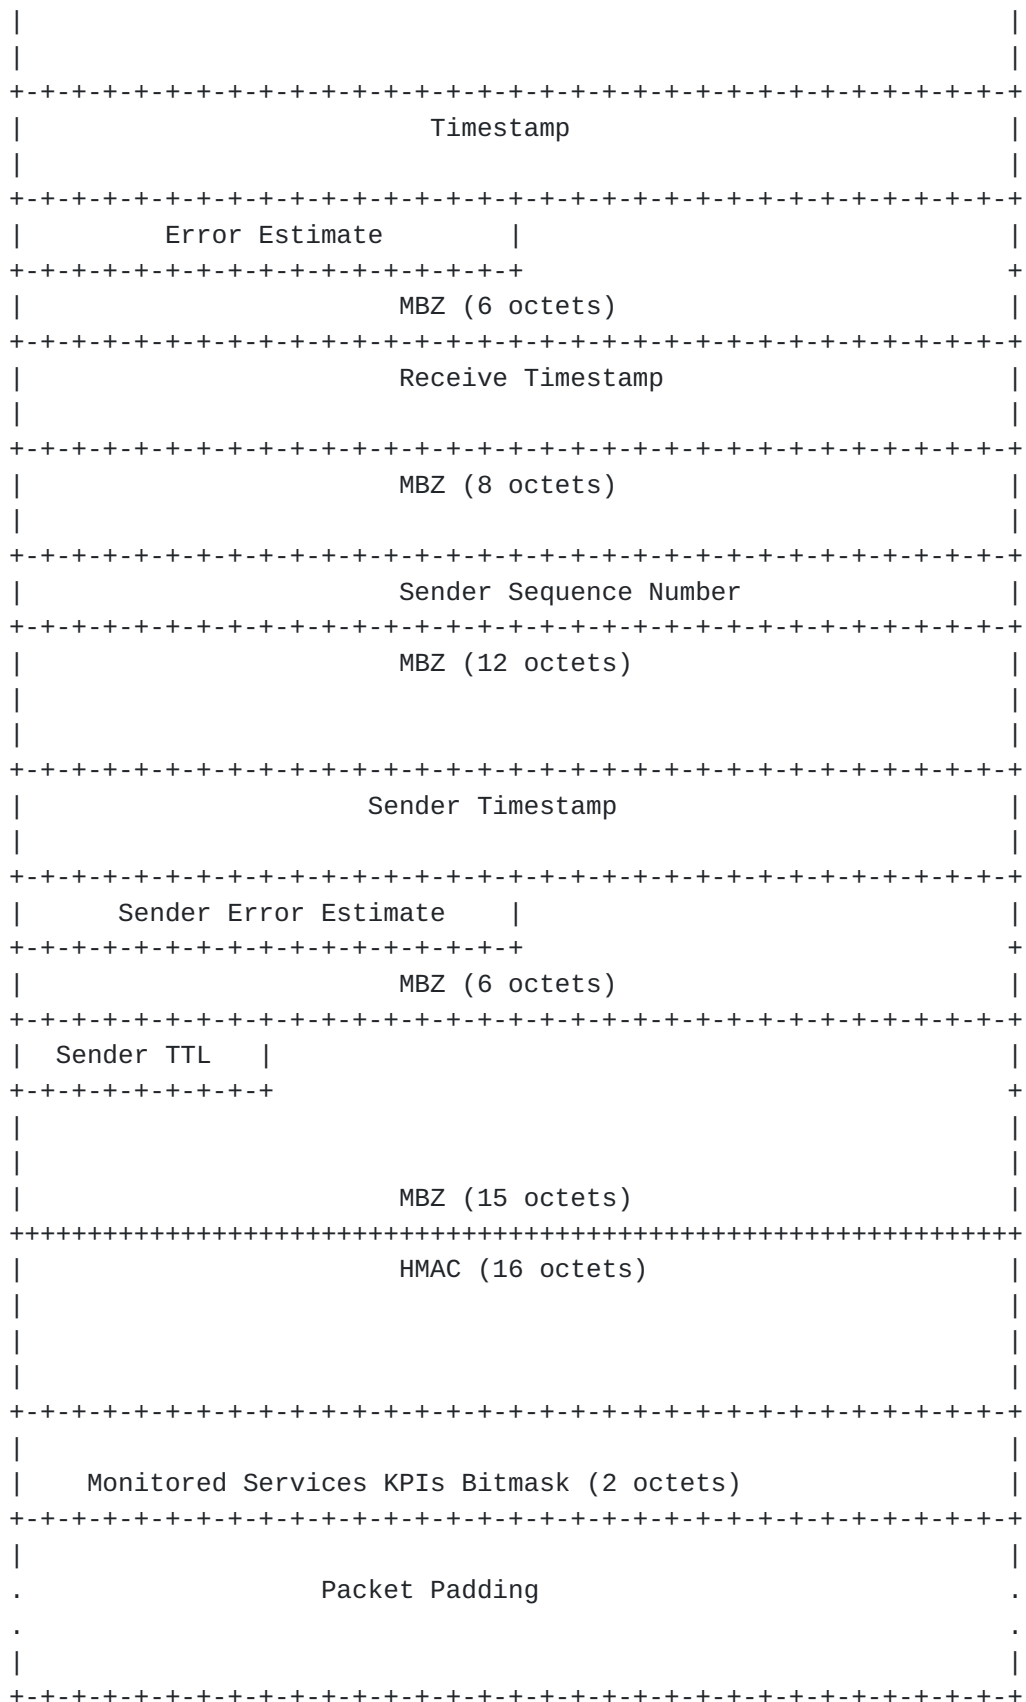 |                                                               |
|                                                               |
+-+-+-+-+-+-+-+-+-+-+-+-+-+-+-+-+-+-+-+-+-+-+-+-+-+-+-+-+-+-+-+-+
|                          Timestamp                            |
|                                                               |
+-+-+-+-+-+-+-+-+-+-+-+-+-+-+-+-+-+-+-+-+-+-+-+-+-+-+-+-+-+-+-+-+
|         Error Estimate        |                               |
+-+-+-+-+-+-+-+-+-+-+-+-+-+-+-+-+                               +
|                        MBZ (6 octets)                         |
+-+-+-+-+-+-+-+-+-+-+-+-+-+-+-+-+-+-+-+-+-+-+-+-+-+-+-+-+-+-+-+-+
|                        Receive Timestamp                      |
|                                                               |
+-+-+-+-+-+-+-+-+-+-+-+-+-+-+-+-+-+-+-+-+-+-+-+-+-+-+-+-+-+-+-+-+
|                        MBZ (8 octets)                         |
|                                                               |
+-+-+-+-+-+-+-+-+-+-+-+-+-+-+-+-+-+-+-+-+-+-+-+-+-+-+-+-+-+-+-+-+
|                        Sender Sequence Number                 |
+-+-+-+-+-+-+-+-+-+-+-+-+-+-+-+-+-+-+-+-+-+-+-+-+-+-+-+-+-+-+-+-+
|                        MBZ (12 octets)                        |
|                                                               |
|                                                               |
+-+-+-+-+-+-+-+-+-+-+-+-+-+-+-+-+-+-+-+-+-+-+-+-+-+-+-+-+-+-+-+-+
|                      Sender Timestamp                         |
|                                                               |
+-+-+-+-+-+-+-+-+-+-+-+-+-+-+-+-+-+-+-+-+-+-+-+-+-+-+-+-+-+-+-+-+
|      Sender Error Estimate    |                               |
+-+-+-+-+-+-+-+-+-+-+-+-+-+-+-+-+                               +
|                        MBZ (6 octets)                         |
+-+-+-+-+-+-+-+-+-+-+-+-+-+-+-+-+-+-+-+-+-+-+-+-+-+-+-+-+-+-+-+-+
|  Sender TTL   |                                               |
+-+-+-+-+-+-+-+-+                                               +
|                                                               |
|                                                               |
|                        MBZ (15 octets)                        |
+++++++++++++++++++++++++++++++++++++++++++++++++++++++++++++++++
|                        HMAC (16 octets)                       |
|                                                               |
|                                                               |
|                                                               |
+-+-+-+-+-+-+-+-+-+-+-+-+-+-+-+-+-+-+-+-+-+-+-+-+-+-+-+-+-+-+-+-+
|                                                               |
|    Monitored Services KPIs Bitmask (2 octets)                 |
+-+-+-+-+-+-+-+-+-+-+-+-+-+-+-+-+-+-+-+-+-+-+-+-+-+-+-+-+-+-+-+-+
|                                                               |
.                   Packet Padding                              .
.                                                               .
|                                                               |
+-+-+-+-+-+-+-+-+-+-+-+-+-+-+-+-+-+-+-+-+-+-+-+-+-+-+-+-+-+-+-+-+